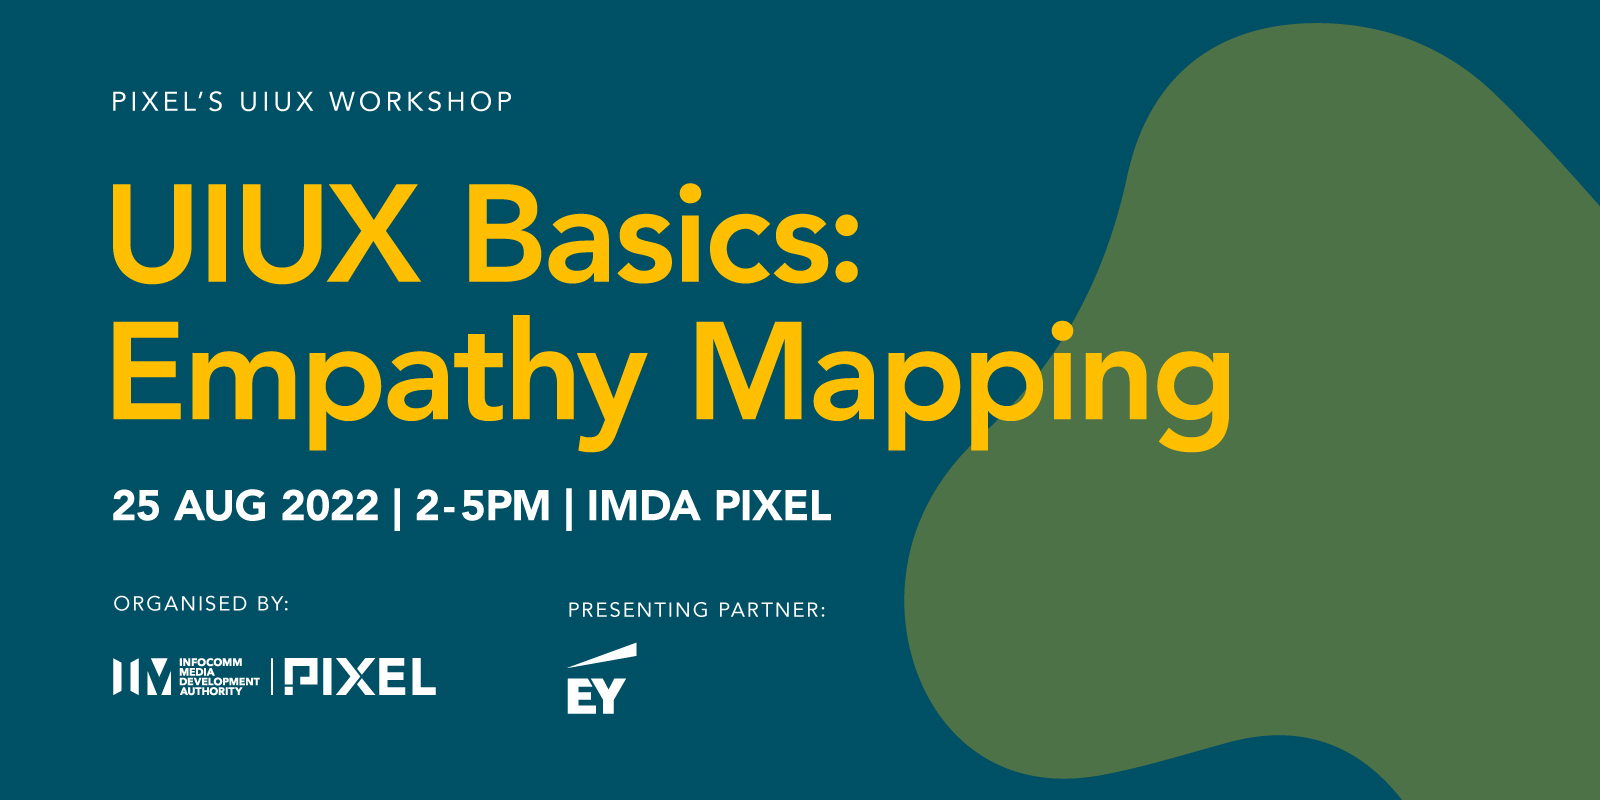 PIXEL’S UIUX WORKSHOP
UIUX Basics:
Empathy Mapping
25 AUG 2022 | 2-5PM | IMDA PIXEL
ORGANISED BY:
PRESENTING PARTNER:
IM
INFOCOMM
MEDIA
DEVELOPMENT
AUTHORITY
PIXEL
EY